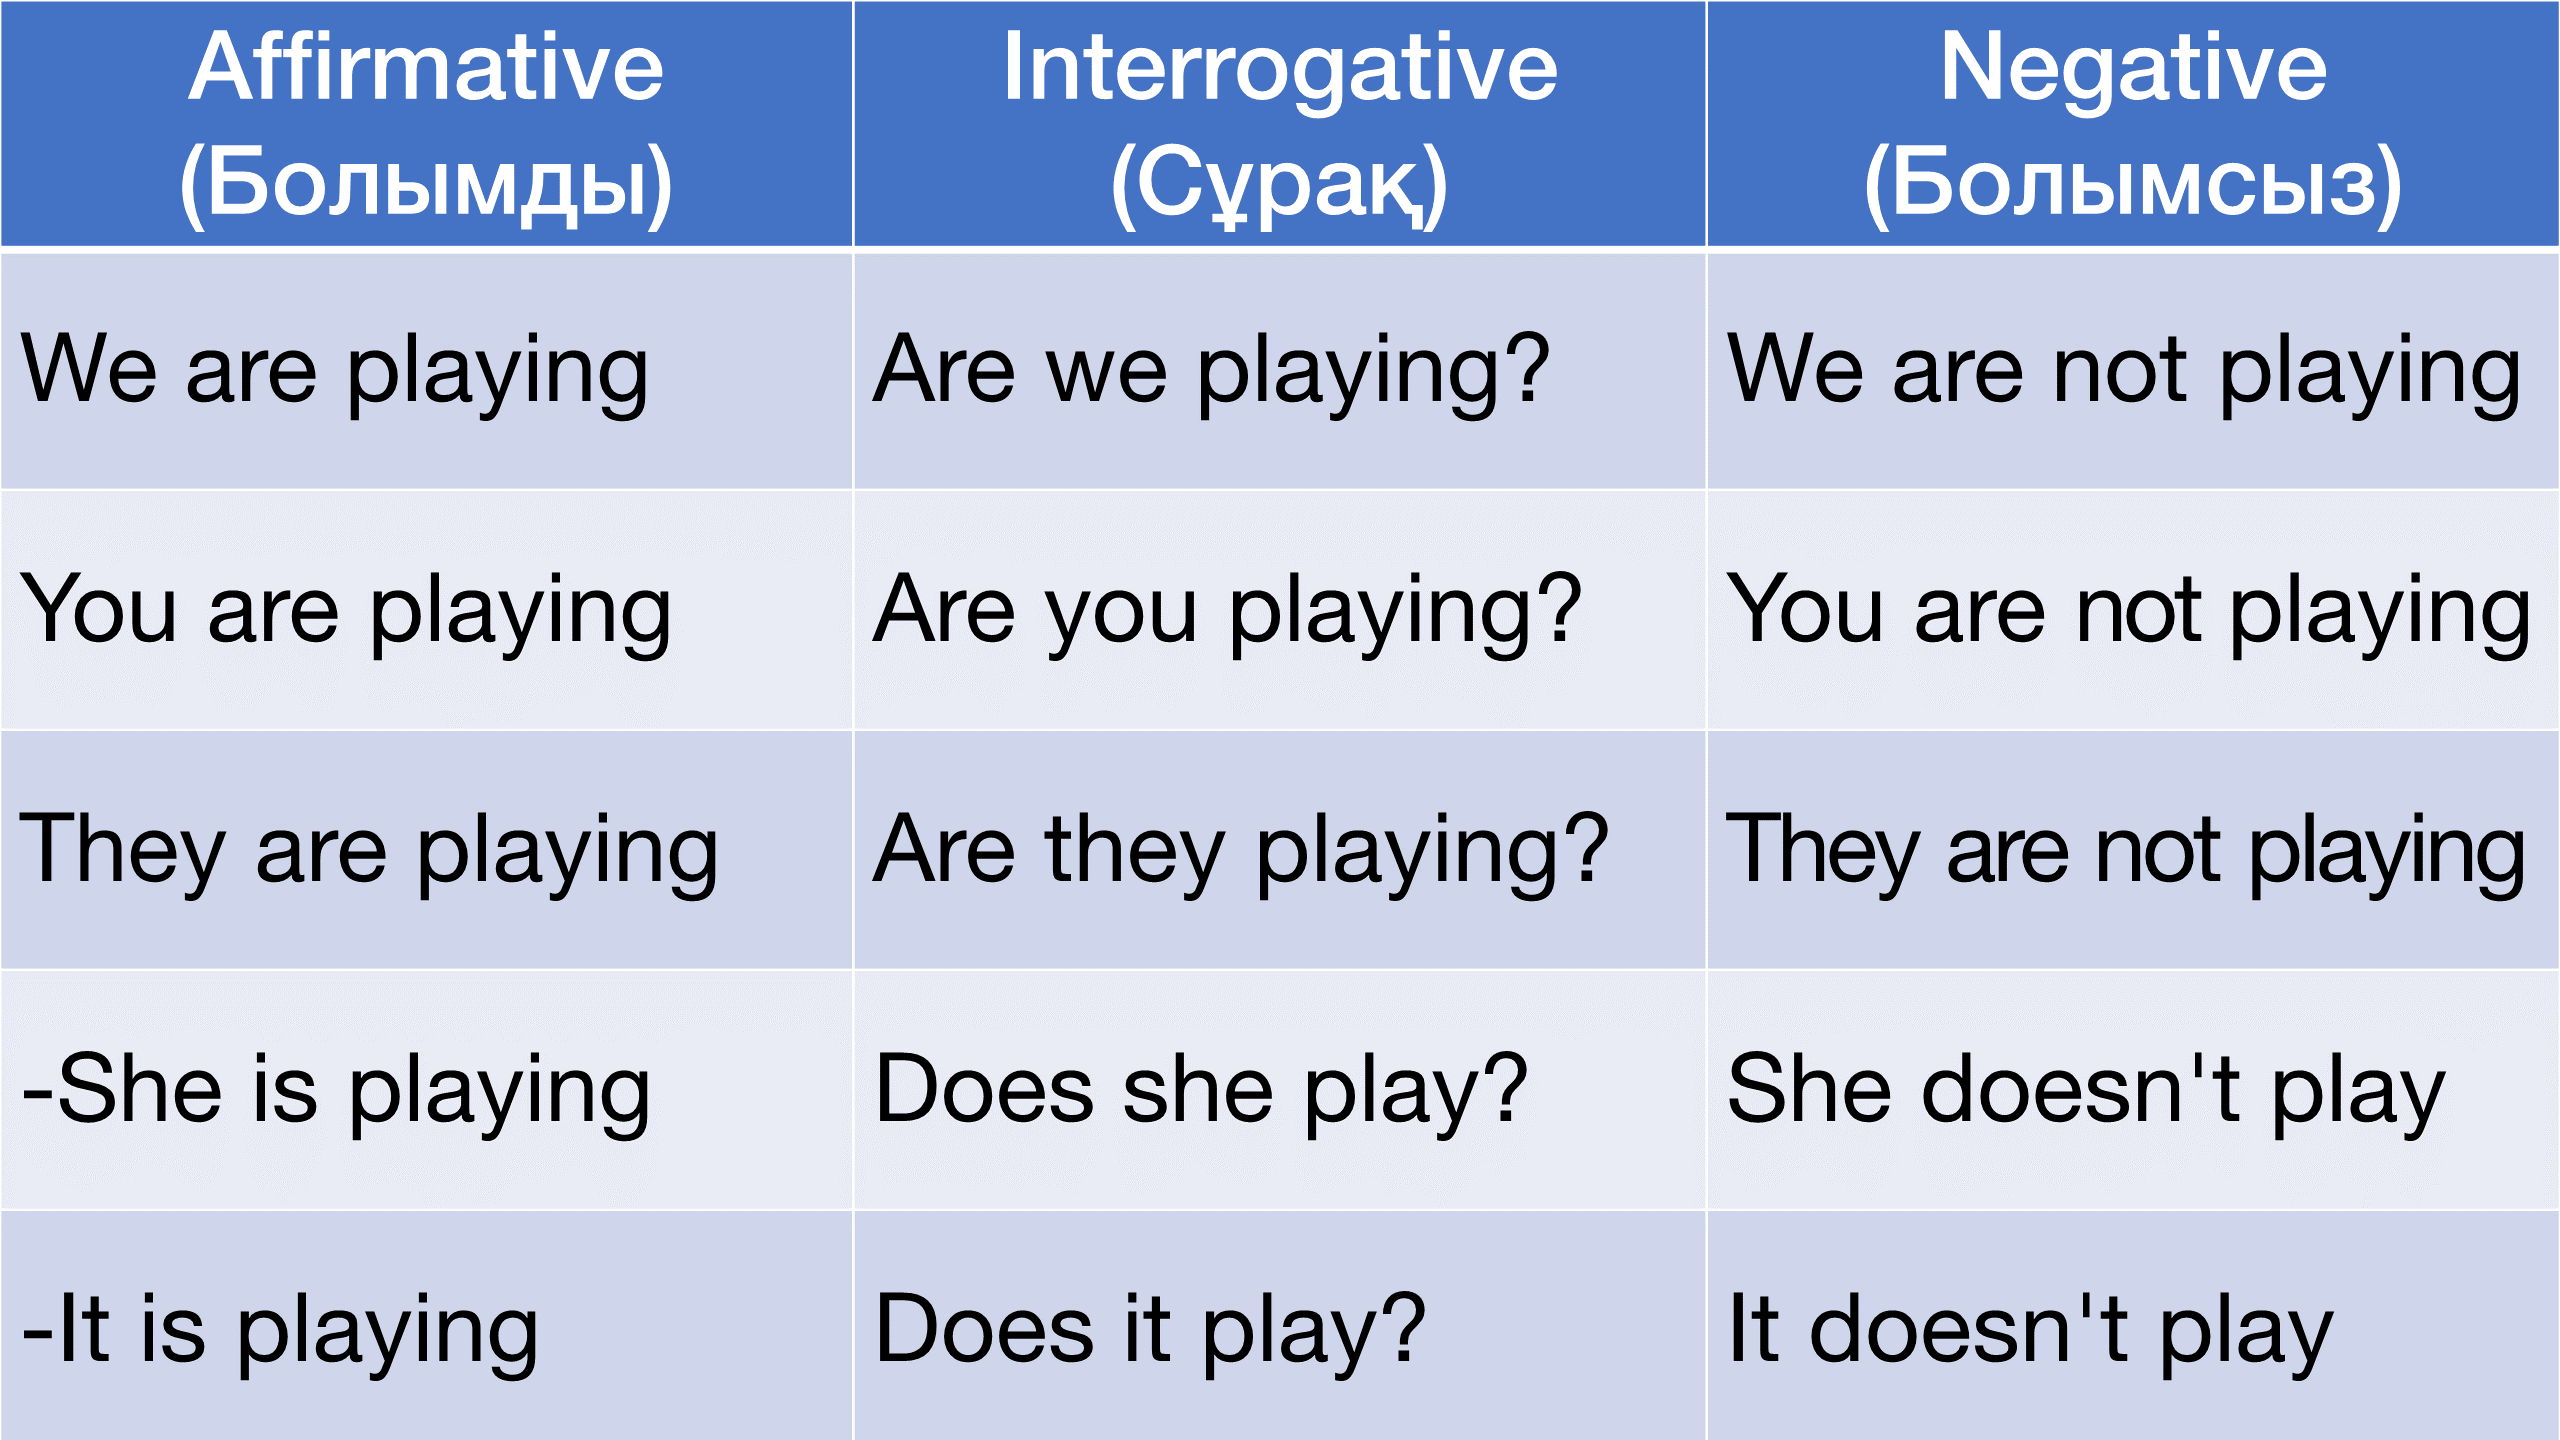 Affirmative
(Болымды)
Interrogative
(Сұрақ)
Negative
(Болымсыз)
We are playing
Are we playing?
We are not playing
You are playing
Are you playing?
You are not playing
They are playing
Are they playing?
They are not playing
-She is playing
Does she play?
She doesn't play
-It is playing
Does it play?
It doesn't play